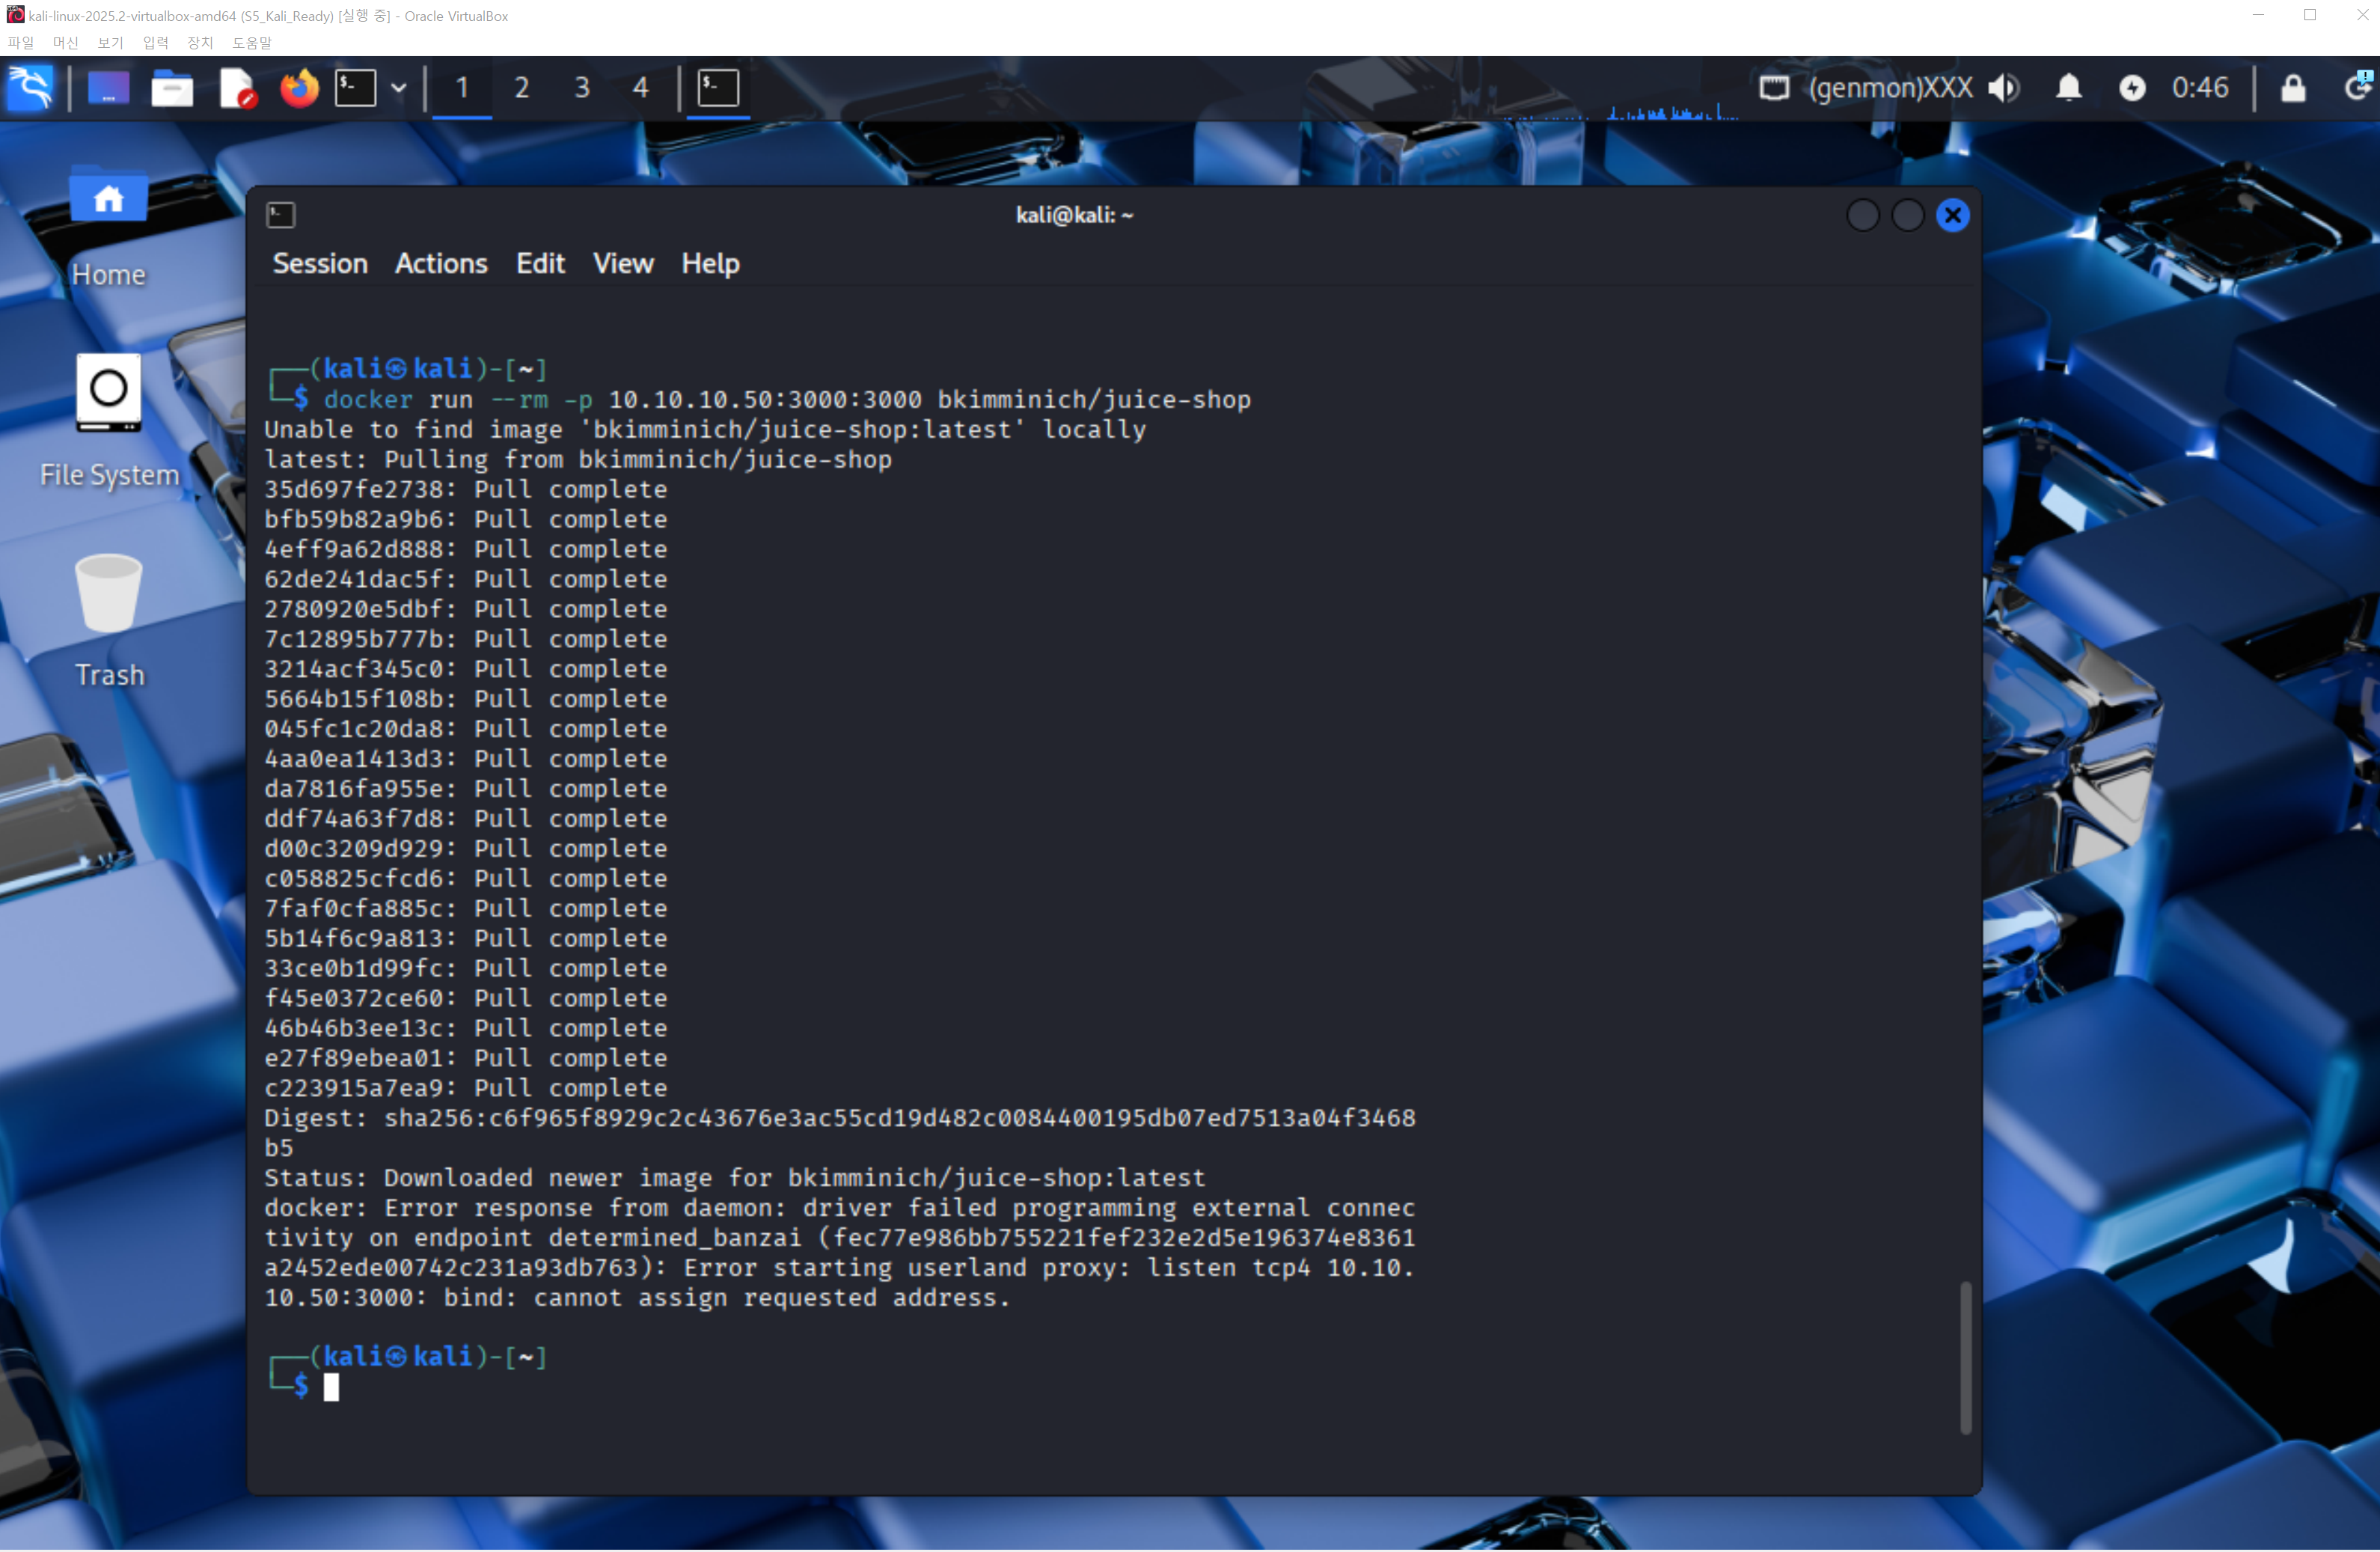 kali-linux-2025.2-virtualbox-amd64 (S5_Kali_Ready) [실행 중] - Oracle VirtualBox
파일 머신 보기 입력 장치 도움말
1 2 3 4 (genmon)XXX 0:46
Home
File System
Trash
kali@kali: ~
Session Actions Edit View Help
┌──(kali㉿kali)-[~]
└─$ docker run --rm -p 10.10.10.50:3000:3000 bkimminich/juice-shop
Unable to find image 'bkimminich/juice-shop:latest' locally
latest: Pulling from bkimminich/juice-shop
35d697fe2738: Pull complete
bfb59b82a9b6: Pull complete
4eff9a62d888: Pull complete
62de241dac5f: Pull complete
2780920e5dbf: Pull complete
7c12895b777b: Pull complete
3214acf345c0: Pull complete
5664b15f108b: Pull complete
045fc1c20da8: Pull complete
4aa0ea1413d3: Pull complete
da7816fa955e: Pull complete
ddf74a63f7d8: Pull complete
d00c3209d929: Pull complete
c058825cfcd6: Pull complete
7faf0cfa885c: Pull complete
5b14f6c9a813: Pull complete
33ce0b1d99fc: Pull complete
f45e0372ce60: Pull complete
46b46b3ee13c: Pull complete
e27f89ebea01: Pull complete
c223915a7ea9: Pull complete
Digest: sha256:c6f965f8929c2c43676e3ac55cd19d482c0084400195db07ed7513a04f3468
b5
Status: Downloaded newer image for bkimminich/juice-shop:latest
docker: Error response from daemon: driver failed programming external connec
tivity on endpoint determined_banzai (fec77e986bb755221fef232e2d5e196374e8361
a2452ede00742c231a93db763): Error starting userland proxy: listen tcp4 10.10.
10.50:3000: bind: cannot assign requested address.
┌──(kali㉿kali)-[~]
└─$